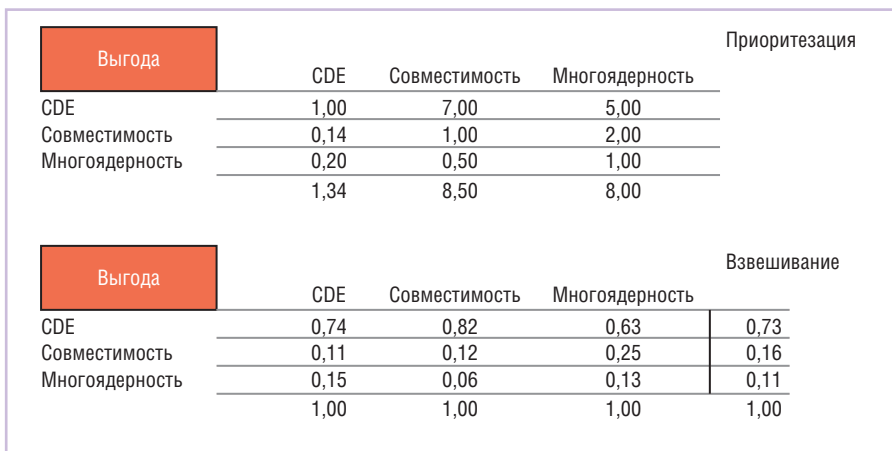 Приоритезация
Выгода
CDE Совместимость Многоядерность
CDE 1,00 7,00 5,00
Совместимость 0,14 1,00 2,00
Многоядерность 0,20 0,50 1,00
1,34 8,50 8,00
Взвешивание
Выгода
CDE Совместимость Многоядерность
CDE 0,74 0,82 0,63 0,73
Совместимость 0,11 0,12 0,25 0,16
Многоядерность 0,15 0,06 0,13 0,11
1,00 1,00 1,00 1,00